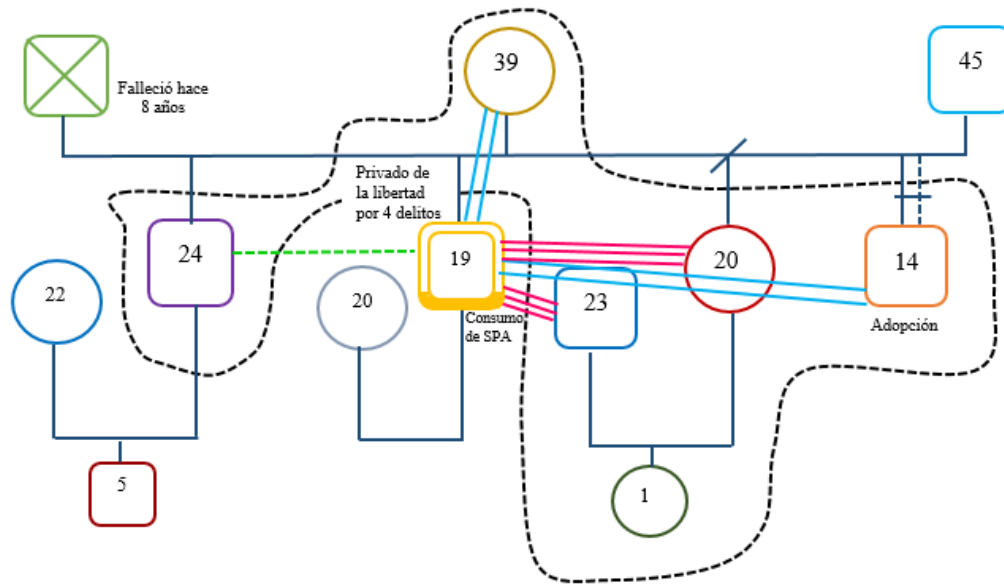 39
45
Falleció hace
8 años
Privado de
la libertad
por 4 delitos
24
19
20
14
22
20
23
Consumo
de SPA
Adopción
5
1